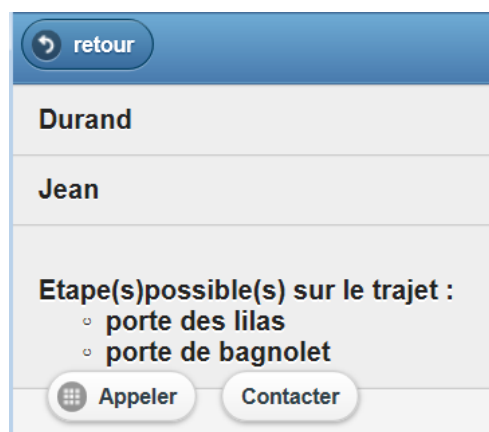 retour
Durand
Jean
Etape(s)possible(s) sur le trajet :
porte des lilas
porte de bagnolet
Appeler Contacter